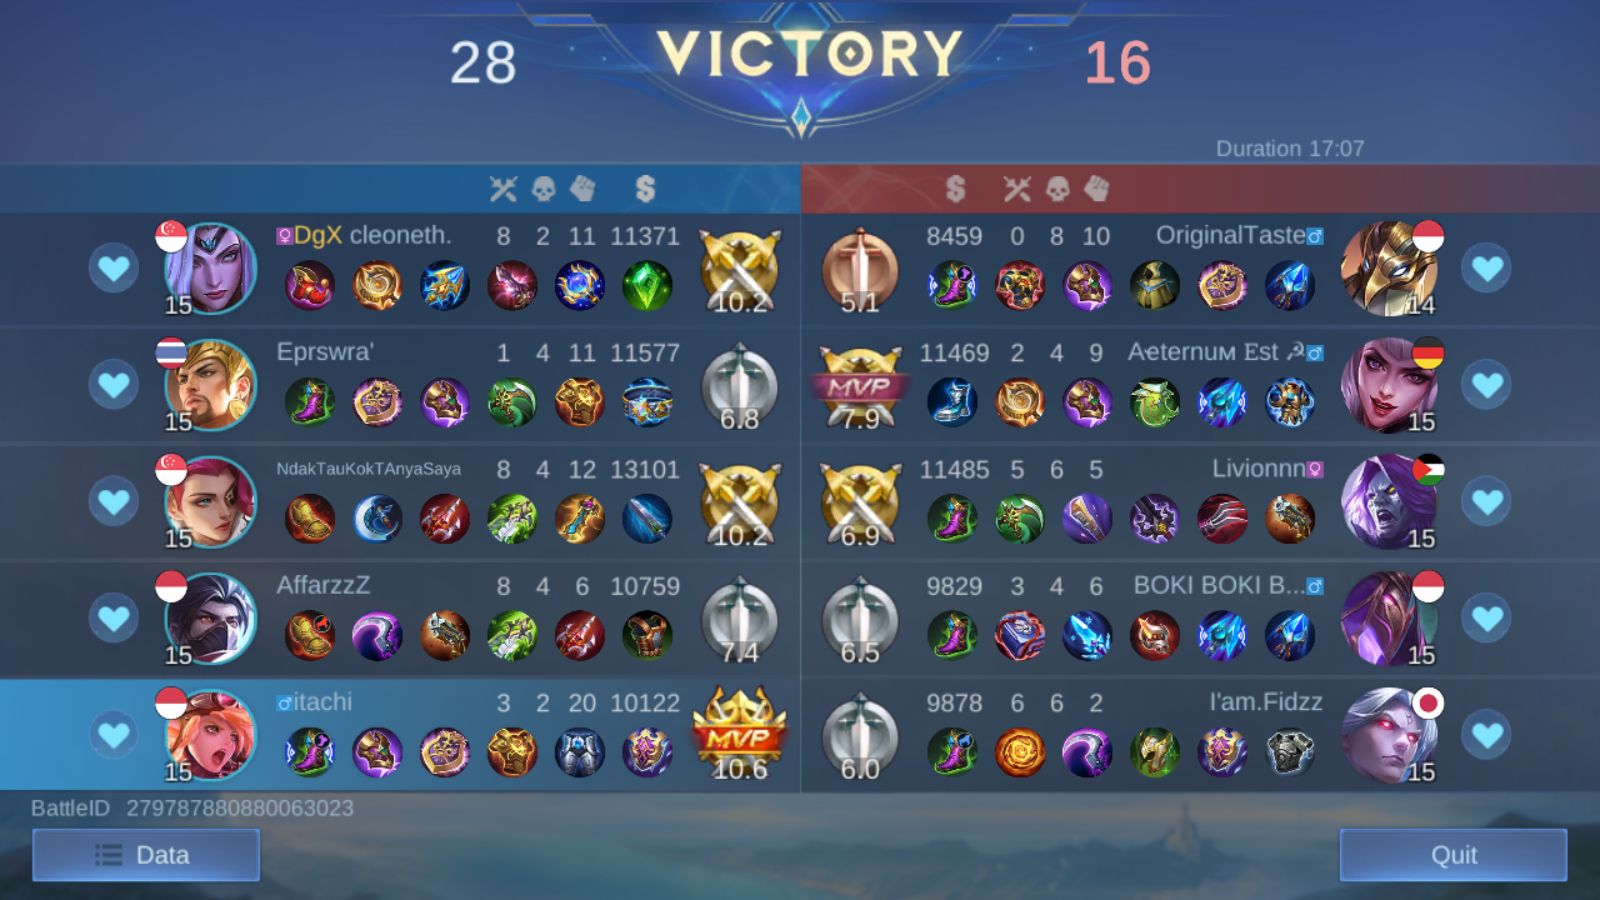 28 VICTORY 16
Duration 17:07
DgX cleoneth. 8 2 11 11371
15 10.2
8459 0 8 10 OriginalTaste
5.1 14
Eprswra' 1 4 11 11577
15 6.8
11469 2 4 9 AeternuM Est
MVP
7.9 15
NdakTauKokTAnyaSaya 8 4 12 13101
15 10.2
11485 5 6 5 Livionnn
6.9 15
AffarzzZ 8 4 6 10759
15 7.4
9829 3 4 6 BOKI BOKI B...
6.5 15
itachi 3 2 20 10122
MVP
15 10.6
9878 6 6 2 I'am.Fidzz
6.0 15
BattleID 279787880880063023
Data
Quit